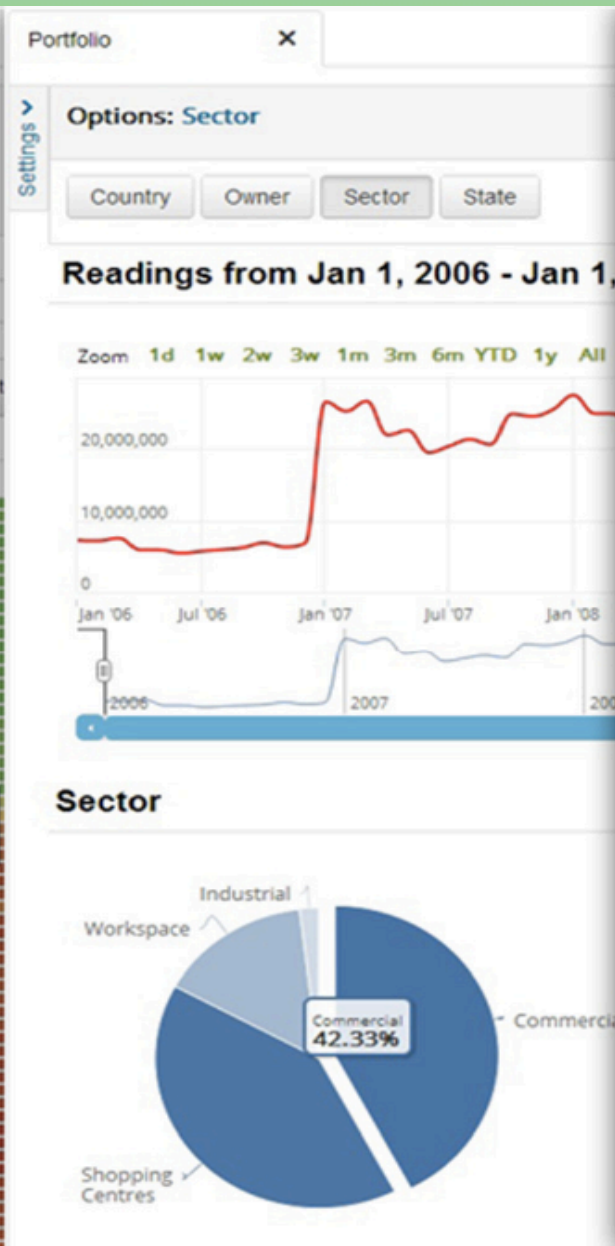 Portfolio ×
Settings
Options: Sector
Country Owner Sector State
Readings from Jan 1, 2006 - Jan 1,
Zoom 1d 1w 2w 3w 1m 3m 6m YTD 1y All
20,000,000
10,000,000
0
Jan '06 Jul '06 Jan '07 Jul '07 Jan '08
2006 2007 200
Sector
Industrial
Workspace
Commercial
42.33%
Commercia
Shopping
Centres